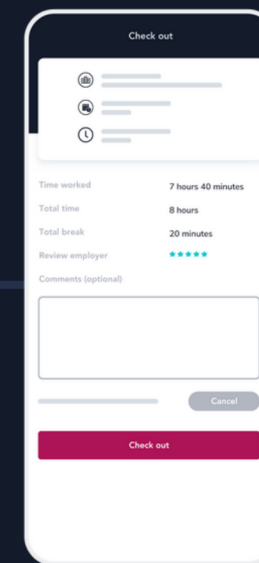 Check out
Time worked 7 hours 40 minutes
Total time 8 hours
Total break 20 minutes
Review employer
Comments (optional)
Cancel
Check out